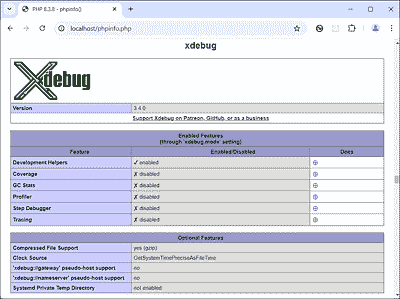 PHP 8.3.8 - phpinfo()
localhost/phpinfo.php
xdebug
Xdebug
Version 3.4.0
Support Xdebug on Patreon, GitHub, or as a business
Enabled Features
(through 'xdebug.mode' setting)
Feature Enabled/Disabled Docs
Development Helpers ✓ enabled
Coverage ✗ disabled
GC Stats ✗ disabled
Profiler ✗ disabled
Step Debugger ✗ disabled
Tracing ✗ disabled
Optional Features
Compressed File Support yes (gzip)
Clock Source GetSystemTimePreciseAsFileTime
'xdebug://gateway' pseudo-host support no
'xdebug://nameserver' pseudo-host support no
Systemd Private Temp Directory not enabled